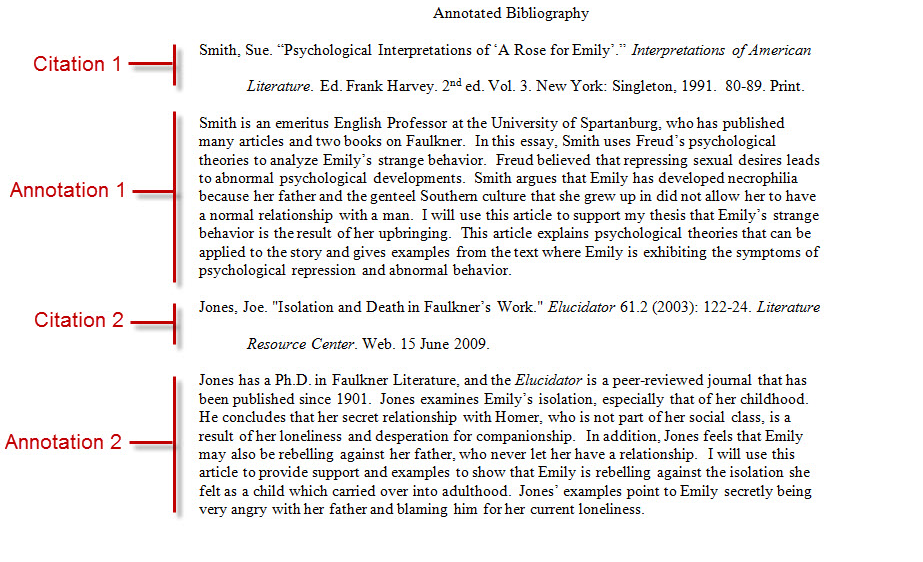 Annotated Bibliography
Citation 1
Smith, Sue. “Psychological Interpretations of ‘A Rose for Emily’.” Interpretations of American
Literature. Ed. Frank Harvey. 2nd ed. Vol. 3. New York: Singleton, 1991.  80-89. Print.
Annotation 1
Smith is an emeritus English Professor at the University of Spartanburg, who has published
many articles and two books on Faulkner.  In this essay, Smith uses Freud’s psychological
theories to analyze Emily’s strange behavior.  Freud believed that repressing sexual desires leads
to abnormal psychological developments.  Smith argues that Emily has developed necrophilia
because her father and the genteel Southern culture that she grew up in did not allow her to have
a normal relationship with a man.  I will use this article to support my thesis that Emily’s strange
behavior is the result of her upbringing.  This article explains psychological theories that can be
applied to the story and gives examples from the text where Emily is exhibiting the symptoms of
psychological repression and abnormal behavior.
Citation 2
Jones, Joe. "Isolation and Death in Faulkner’s Work." Elucidator 61.2 (2003): 122-24. Literature
Resource Center. Web. 15 June 2009.
Annotation 2
Jones has a Ph.D. in Faulkner Literature, and the Elucidator is a peer-reviewed journal that has
been published since 1901.  Jones examines Emily’s isolation, especially that of her childhood.
He concludes that her secret relationship with Homer, who is not part of her social class, is a
result of her loneliness and desperation for companionship.  In addition, Jones feels that Emily
may also be rebelling against her father, who never let her have a relationship.  I will use this
article to provide support and examples to show that Emily is rebelling against the isolation she
felt as a child which carried over into adulthood.  Jones’ examples point to Emily secretly being
very angry with her father and blaming him for her current loneliness.